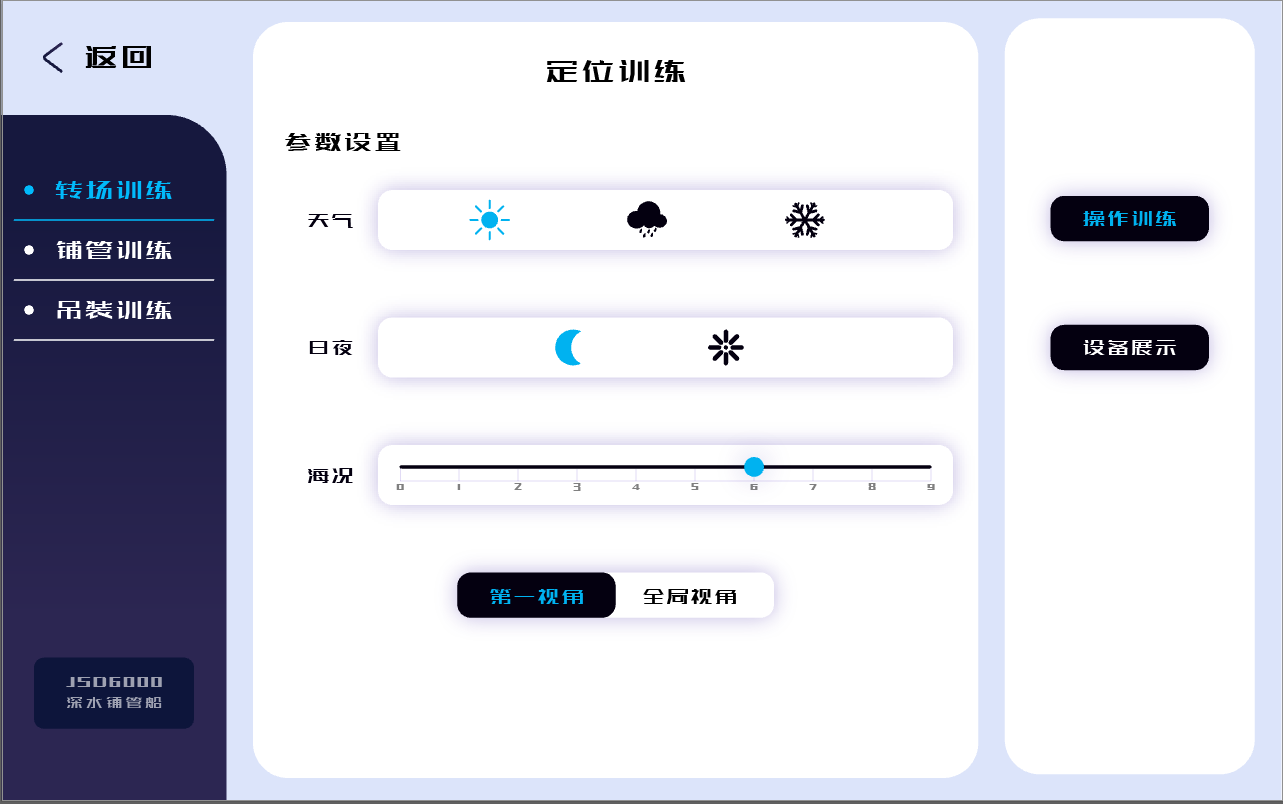 返回
转场训练
铺管训练
吊装训练
JSD6000
深水铺管船
定位训练
参数设置
天气
日夜
海况
0 1 2 3 4 5 6 7 8 9
第一视角 全局视角
操作训练
设备展示